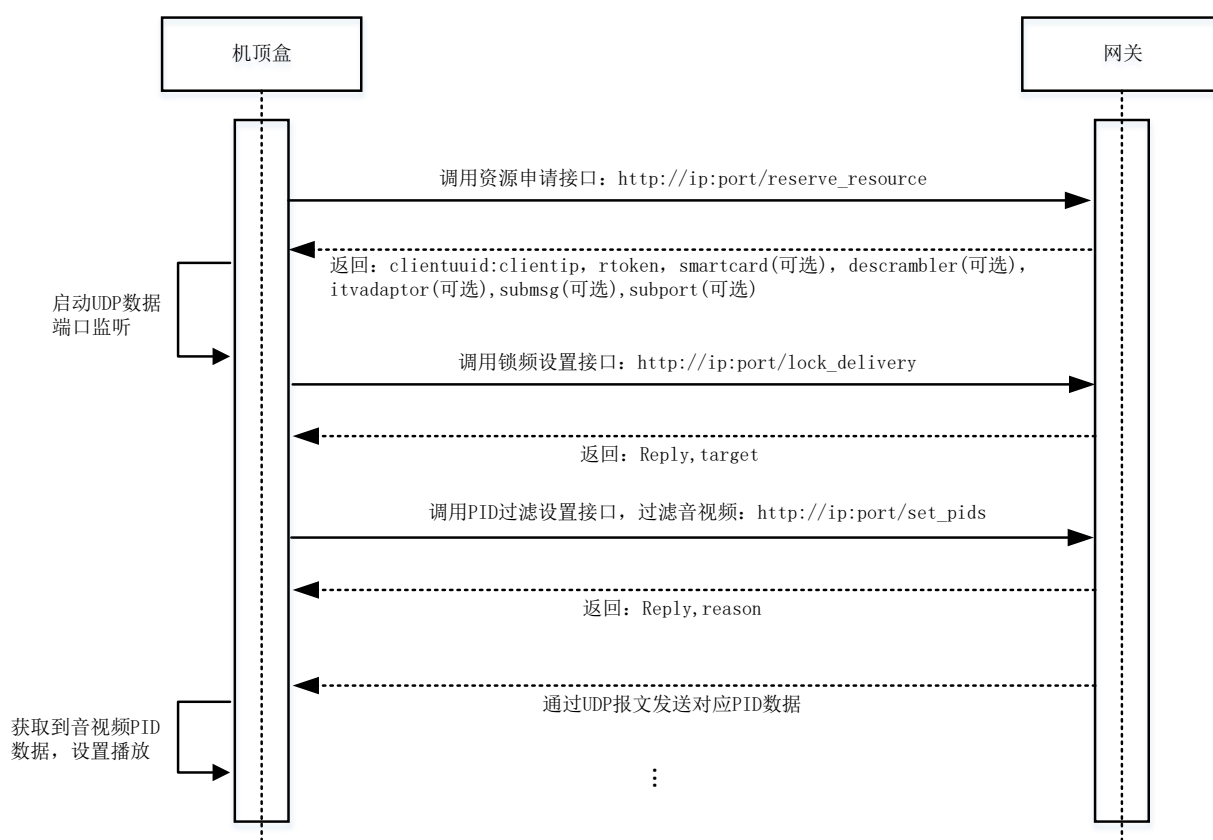 机顶盒
网关
调用资源申请接口：http://ip:port/reserve_resource
返回：clientuuid:clientip，rtoken，smartcard(可选)，descrambler(可选)，
itvadaptor(可选),submsg(可选),subport(可选)
启动UDP数据
端口监听
调用锁频设置接口：http://ip:port/lock_delivery
返回：Reply,target
调用PID过滤设置接口，过滤音视频：http://ip:port/set_pids
返回：Reply,reason
通过UDP报文发送对应PID数据
获取到音视频PID
数据，设置播放
⋮